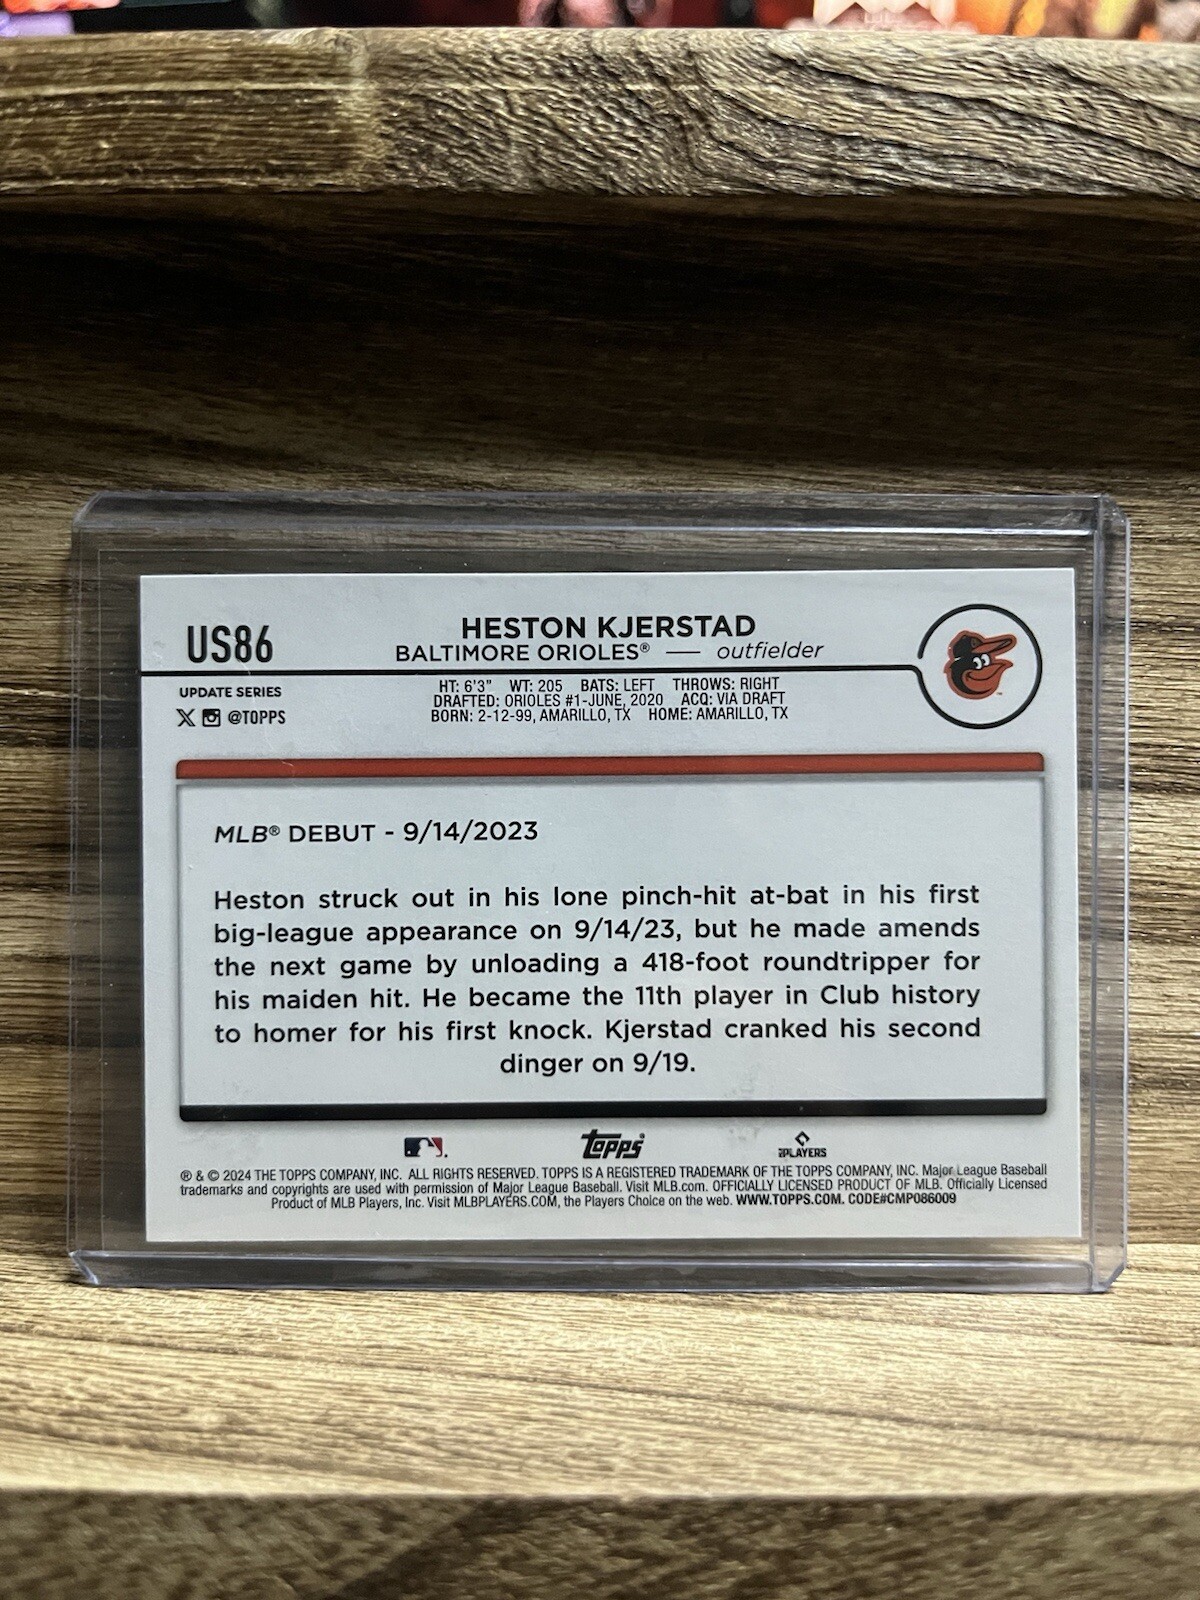 US86
HESTON KJERSTAD
BALTIMORE ORIOLES® — outfielder
UPDATE SERIES
@TOPPS
HT: 6'3" WT: 205 BATS: LEFT THROWS: RIGHT
DRAFTED: ORIOLES #1-JUNE, 2020 ACQ: VIA DRAFT
BORN: 2-12-99, AMARILLO, TX HOME: AMARILLO, TX
MLB® DEBUT - 9/14/2023
Heston struck out in his lone pinch-hit at-bat in his first
big-league appearance on 9/14/23, but he made amends
the next game by unloading a 418-foot roundtripper for
his maiden hit. He became the 11th player in Club history
to homer for his first knock. Kjerstad cranked his second
dinger on 9/19.
topps
PLAYERS
® & © 2024 THE TOPPS COMPANY, INC. ALL RIGHTS RESERVED. TOPPS IS A REGISTERED TRADEMARK OF THE TOPPS COMPANY, INC. Major League Baseball
trademarks and copyrights are used with permission of Major League Baseball. Visit MLB.com. OFFICIALLY LICENSED PRODUCT OF MLB. Officially Licensed
Product of MLB Players, Inc. Visit MLBPLAYERS.COM, the Players Choice on the web. WWW.TOPPS.COM. CODE#CMP086009